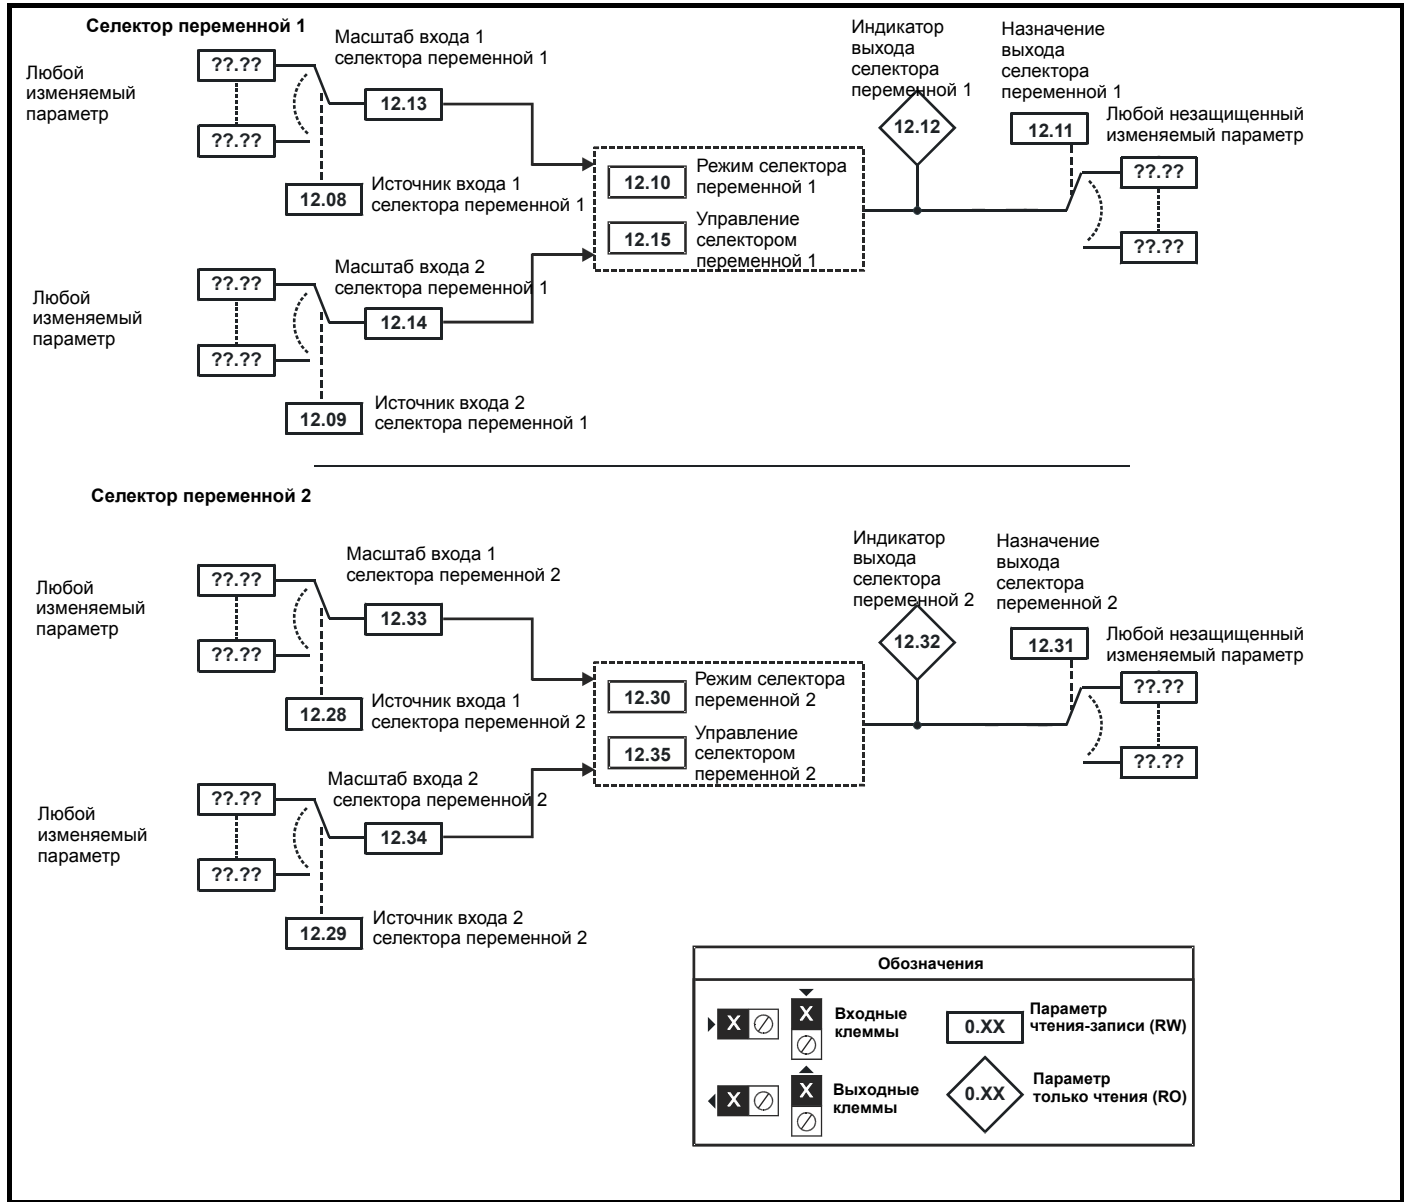 Селектор переменной 1
Любой
изменяемый
параметр
??.??
??.??
Масштаб входа 1
селектора переменной 1
12.13
12.08
Источник входа 1
селектора переменной 1
Любой
изменяемый
параметр
??.??
??.??
Масштаб входа 2
селектора переменной 1
12.14
12.09
Источник входа 2
селектора переменной 1
12.10
Режим селектора
переменной 1
12.15
Управление
селектором
переменной 1
Индикатор
выхода
селектора
переменной 1
12.12
Назначение
выхода
селектора
переменной 1
12.11
Любой незащищенный
изменяемый параметр
??.??
??.??
Селектор переменной 2
Любой
изменяемый
параметр
??.??
??.??
Масштаб входа 1
селектора переменной 2
12.33
12.28
Источник входа 1
селектора переменной 2
Любой
изменяемый
параметр
??.??
??.??
Масштаб входа 2
селектора переменной 2
12.34
12.29
Источник входа 2
селектора переменной 2
12.30
Режим селектора
переменной 2
12.35
Управление
селектором
переменной 2
Индикатор
выхода
селектора
переменной 2
12.32
Назначение
выхода
селектора
переменной 2
12.31
Любой незащищенный
изменяемый параметр
??.??
??.??
Обозначения
X
X
Входные
клеммы
0.XX
Параметр
чтения-записи (RW)
X
X
Выходные
клеммы
0.XX
Параметр
только чтения (RO)